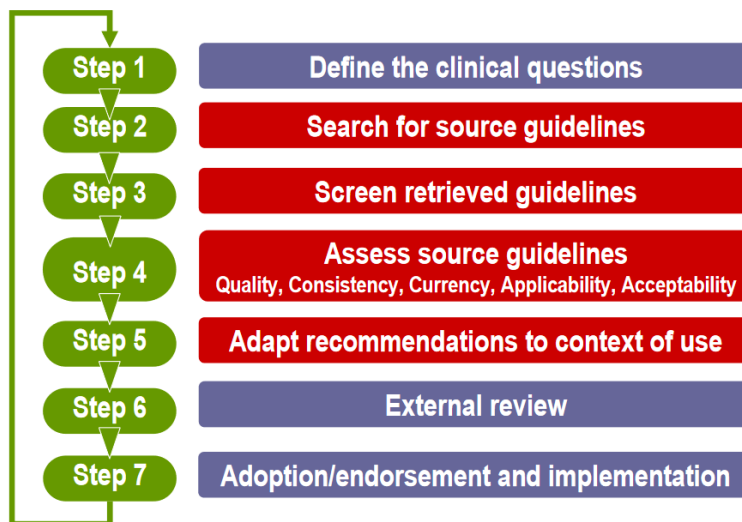 Step 1
Define the clinical questions
Step 2
Search for source guidelines
Step 3
Screen retrieved guidelines
Step 4
Assess source guidelines
Quality, Consistency, Currency, Applicability, Acceptability
Step 5
Adapt recommendations to context of use
Step 6
External review
Step 7
Adoption/endorsement and implementation